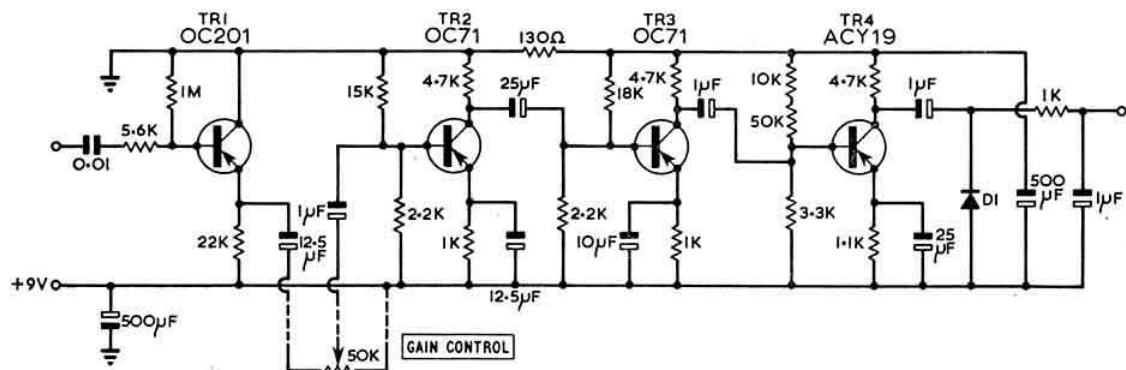 TR1
OC201
TR2
OC71
TR3
OC71
TR4
ACY19
130Ω
1M
15K
4·7K
25µF
18K
4·7K
1µF
10K
50K
4·7K
1µF
1K
5.6K
0.01
1µF
2·2K
2·2K
3·3K
D1
500
µF
1µF
22K
12·5
µF
1K
10µF
1K
1·1K
25
µF
+9V
12·5µF
500µF
50K
GAIN CONTROL